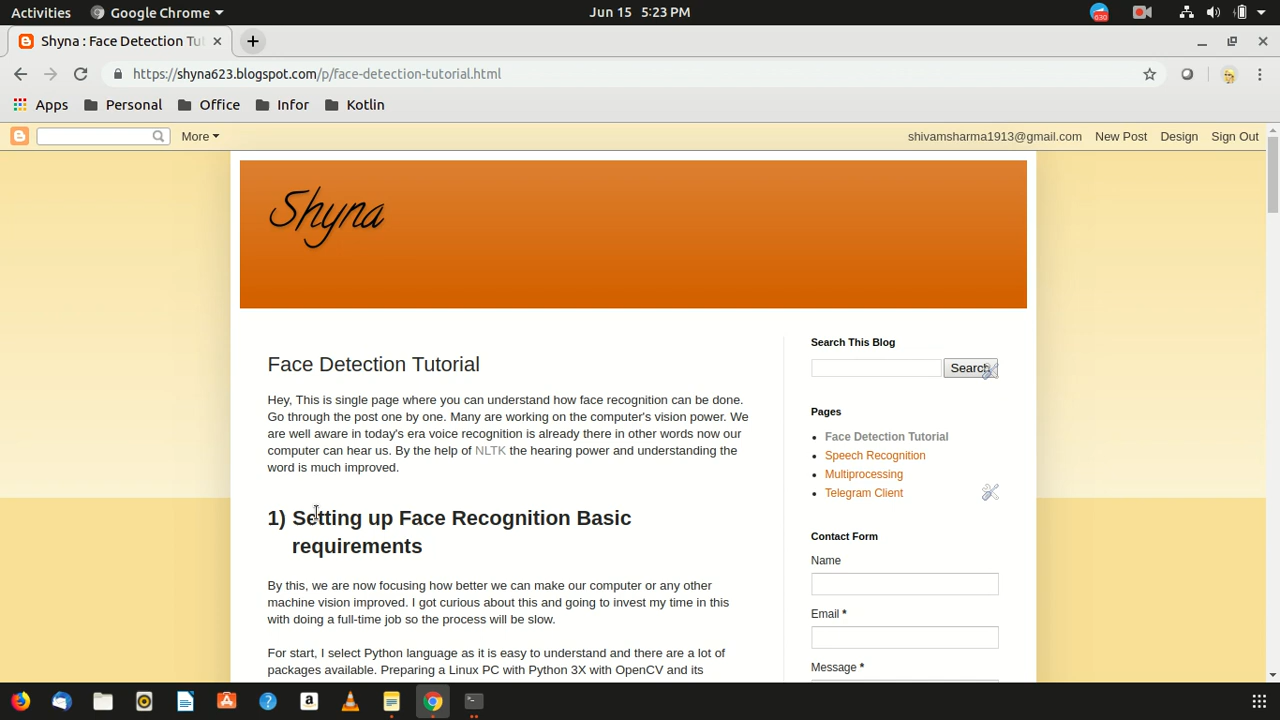 Activities Google Chrome Jun 15 5:23 PM 630
Shyna : Face Detection Tu
https://shyna623.blogspot.com/p/face-detection-tutorial.html
Apps Personal Office Infor Kotlin
More shivamsharma1913@gmail.com New Post Design Sign Out
Shyna
Face Detection Tutorial
Hey, This is single page where you can understand how face recognition can be done.
Go through the post one by one. Many are working on the computer's vision power. We
are well aware in today's era voice recognition is already there in other words now our
computer can hear us. By the help of NLTK the hearing power and understanding the
word is much improved.
1) Setting up Face Recognition Basic
requirements
By this, we are now focusing how better we can make our computer or any other
machine vision improved. I got curious about this and going to invest my time in this
with doing a full-time job so the process will be slow.
For start, I select Python language as it is easy to understand and there are a lot of
packages available. Preparing a Linux PC with Python 3X with OpenCV and its
Search This Blog
Search
Pages
Face Detection Tutorial
Speech Recognition
Multiprocessing
Telegram Client
Contact Form
Name
Email *
Message *